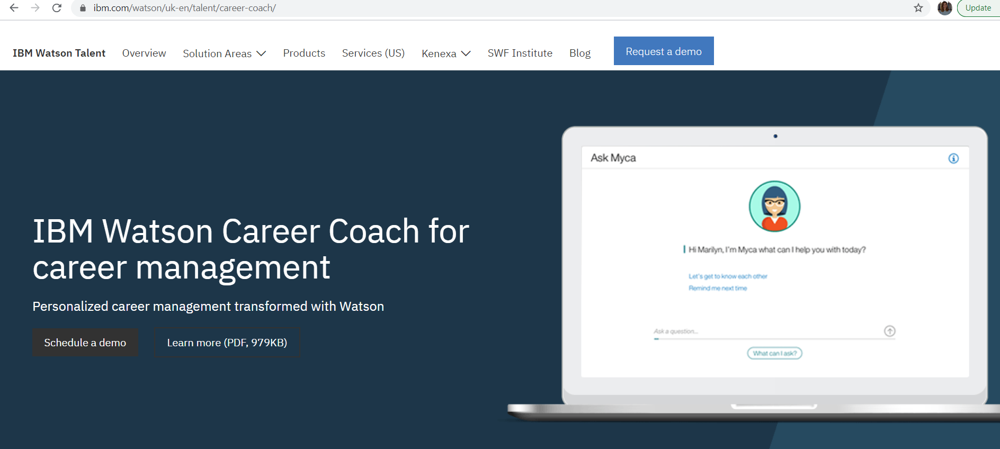 ibm.com/watson/uk-en/talent/career-coach/
Update
IBM Watson Talent Overview Solution Areas Products Services (US) Kenexa SWF Institute Blog Request a demo
IBM Watson Career Coach for
career management
Personalized career management transformed with Watson
Schedule a demo Learn more (PDF, 979KB)
Ask Myca
Hi Marilyn, I'm Myca what can I help you with today?
Let's get to know each other
Remind me next time
Ask a question...
What can I ask?